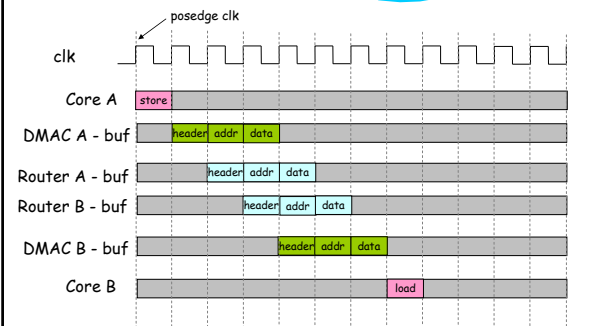 posedge clk
clk
Core A store
DMAC A - buf header addr data
Router A - buf header addr data
Router B - buf header addr data
DMAC B - buf header addr data
Core B load